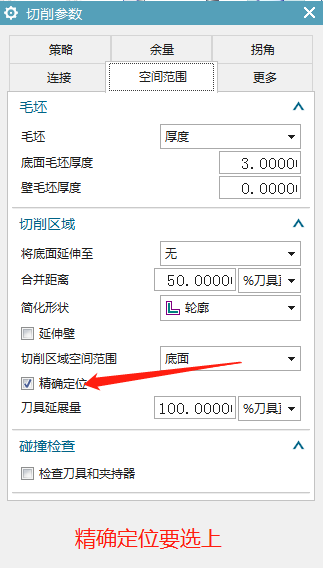 切削参数
策略 余量 拐角
连接 空间范围 更多
毛坯
毛坯 厚度
底面毛坯厚度 3.0000
壁毛坯厚度 0.0000
切削区域
将底面延伸至 无
合并距离 50.0000 %刀具
简化形状 轮廓
延伸壁
切削区域空间范围 底面
精确定位
刀具延展量 100.0000 %刀具
碰撞检查
检查刀具和夹持器
精确定位要选上